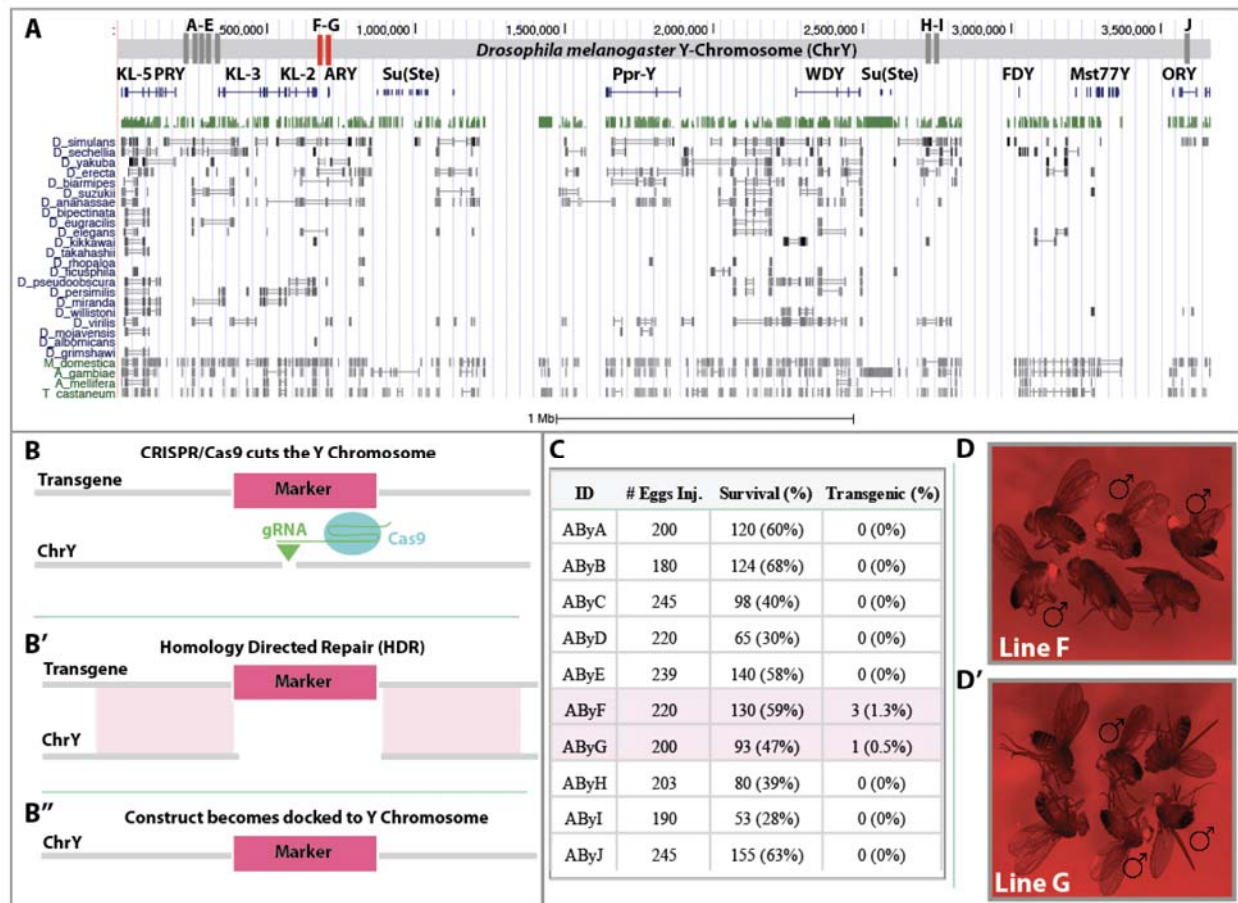 A
A-E F-G H-I J
: 500,000 1,000,000 1,500,000 2,000,000 2,500,000 3,000,000 3,500,000
Drosophila melanogaster Y-Chromosome (ChrY)
KL-5 PRY KL-3 KL-2 ARY Su(Ste) Ppr-Y WDY Su(Ste) FDY Mst77Y ORY
D_simulans
D_sechellia
D_yakuba
D_erecta
D_biarmipes
D_suzukii
D_ananassae
D_bipectinata
D_eugracilis
D_elegans
D_kikkawai
D_takahashii
D_rhopaloa
D_ficusphila
D_pseudoobscura
D_persimilis
D_miranda
D_willistoni
D_virilis
D_mojavensis
D_albomicans
D_grimshawi
M_domestica
A_gambiae
A_mellifera
T_castaneum
1 Mb
B
CRISPR/Cas9 cuts the Y Chromosome
Transgene
Marker
gRNA
Cas9
ChrY
B'
Homology Directed Repair (HDR)
Transgene
Marker
ChrY
B''
Construct becomes docked to Y Chromosome
ChrY
Marker
C
ID # Eggs Inj. Survival (%) Transgenic (%)
AByA 200 120 (60%) 0 (0%)
AByB 180 124 (68%) 0 (0%)
AByC 245 98 (40%) 0 (0%)
AByD 220 65 (30%) 0 (0%)
AByE 239 140 (58%) 0 (0%)
AByF 220 130 (59%) 3 (1.3%)
AByG 200 93 (47%) 1 (0.5%)
AByH 203 80 (39%) 0 (0%)
AByI 190 53 (28%) 0 (0%)
AByJ 245 155 (63%) 0 (0%)
D
♂ ♂
♂
Line F
D'
♂
♂ ♂
Line G